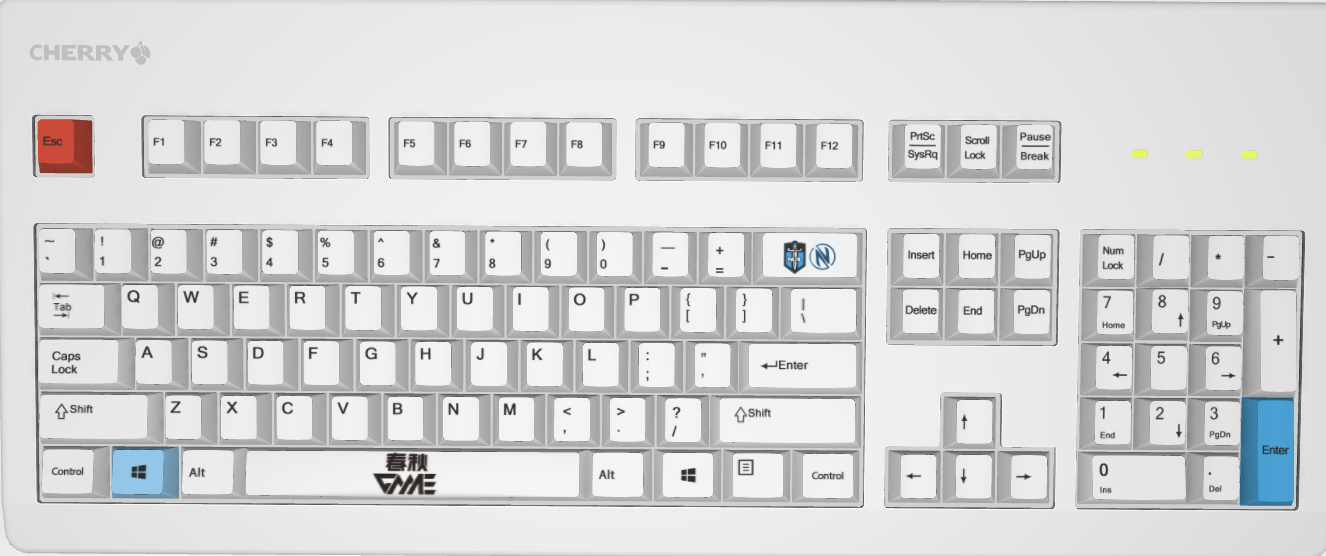 CHERRY
Esc F1 F2 F3 F4 F5 F6 F7 F8 F9 F10 F11 F12 PrtSc SysRq Scroll Lock Pause Break
~ ` ! 1 @ 2 # 3 $ 4 % 5 ^ 6 & 7 * 8 ( 9 ) 0 — - + = N Insert Home PgUp Num Lock / * -
Tab Q W E R T Y U I O P { [ } ] | \ Delete End PgDn 7 Home 8 ↑ 9 PgUp +
Caps Lock A S D F G H J K L : ; " , Enter 4 ← 5 6 →
Shift Z X C V B N M < , > . ? / Shift ↑ 1 End 2 ↓ 3 PgDn Enter
Control Alt 春秋 GAME Alt Control ← ↓ → 0 Ins . Del